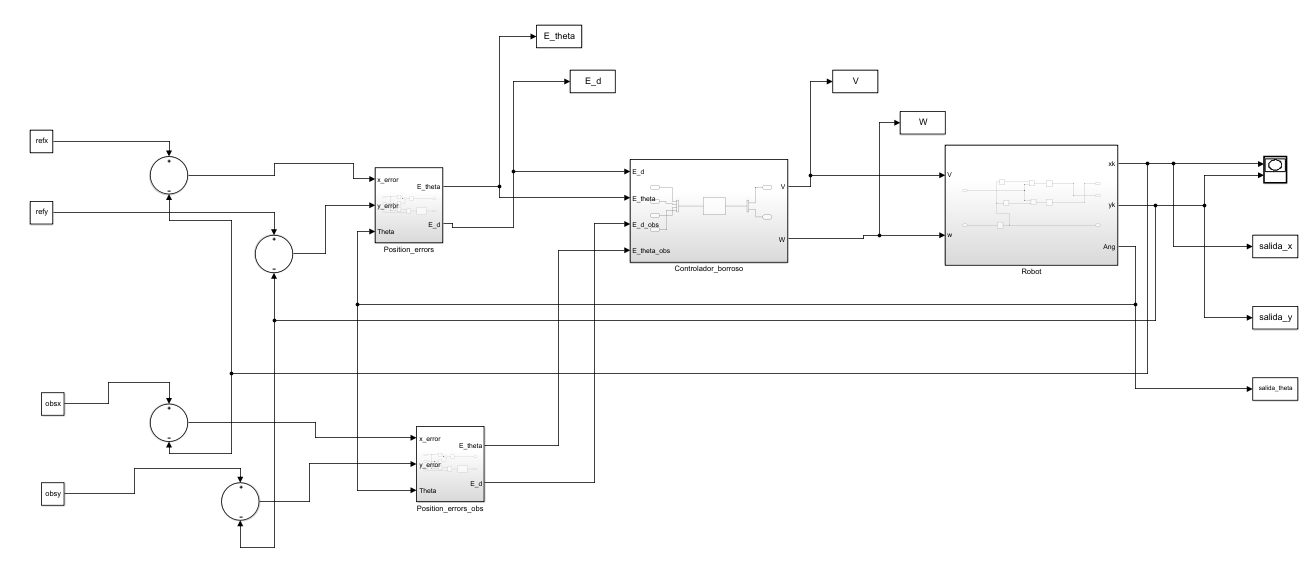 E_theta
E_d
V
W
refx
refy
x_error
y_error
Theta
E_theta
E_d
Position_errors
E_d
E_theta
E_d_obs
E_theta_obs
V
W
Controlador_borroso
V
w
xk
yk
Ang
Robot
salida_x
salida_y
salida_theta
obsx
obsy
x_error
y_error
Theta
E_theta
E_d
Position_errors_obs